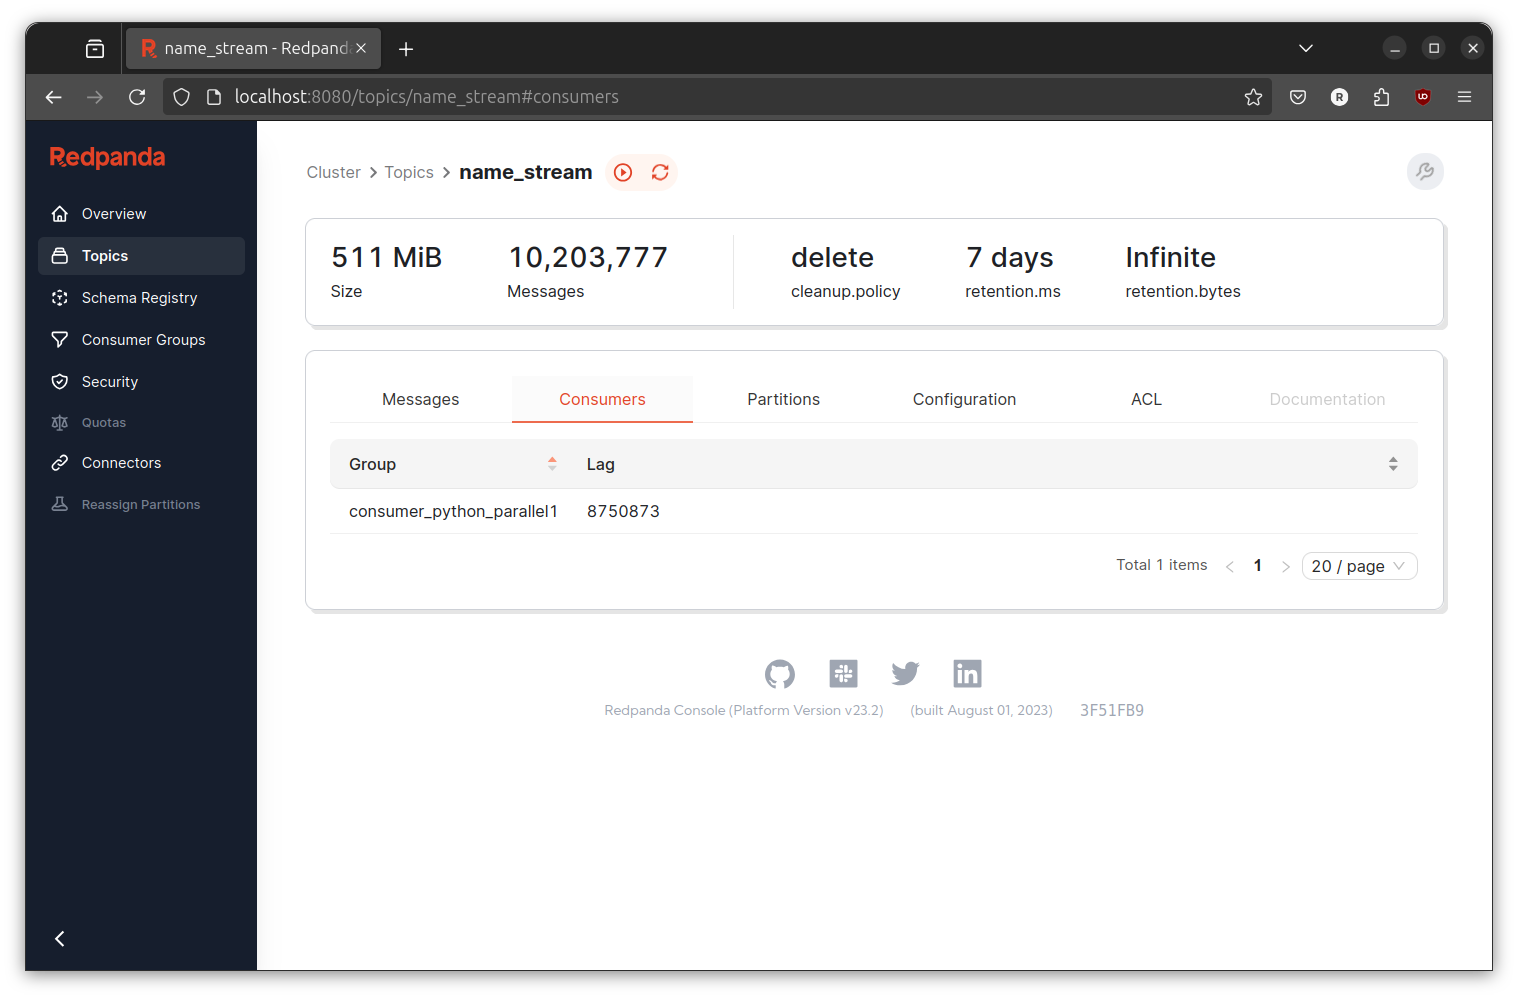 name_stream - Redpand
localhost:8080/topics/name_stream#consumers
Redpanda
Overview
Topics
Schema Registry
Consumer Groups
Security
Quotas
Connectors
Reassign Partitions
Cluster > Topics > name_stream
511 MiB 10,203,777 delete 7 days Infinite
Size Messages cleanup.policy retention.ms retention.bytes
Messages Consumers Partitions Configuration ACL Documentation
Group Lag
consumer_python_parallel1 8750873
Total 1 items < 1 > 20 / page
Redpanda Console (Platform Version v23.2) (built August 01, 2023) 3F51FB9